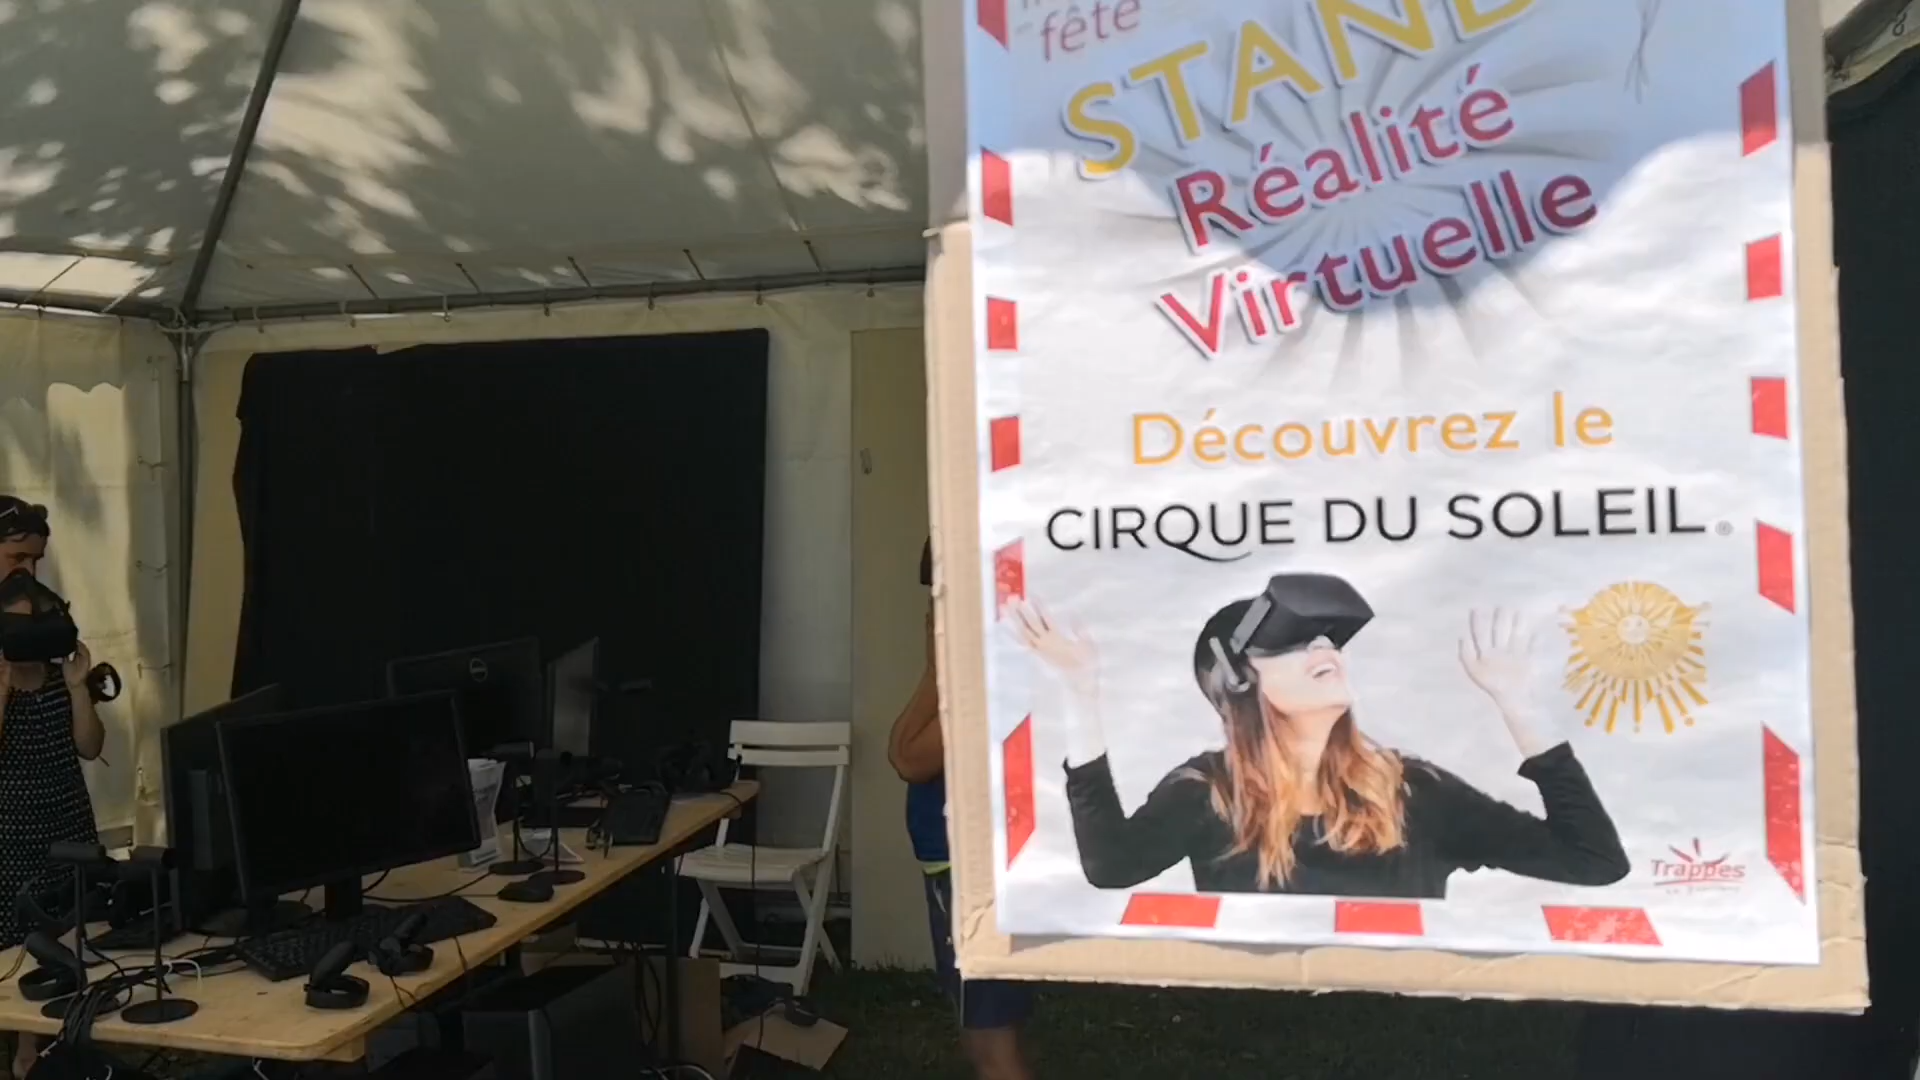 fête
STAND
Réalité
Virtuelle
Découvrez le
CIRQUE DU SOLEIL®
Trappes